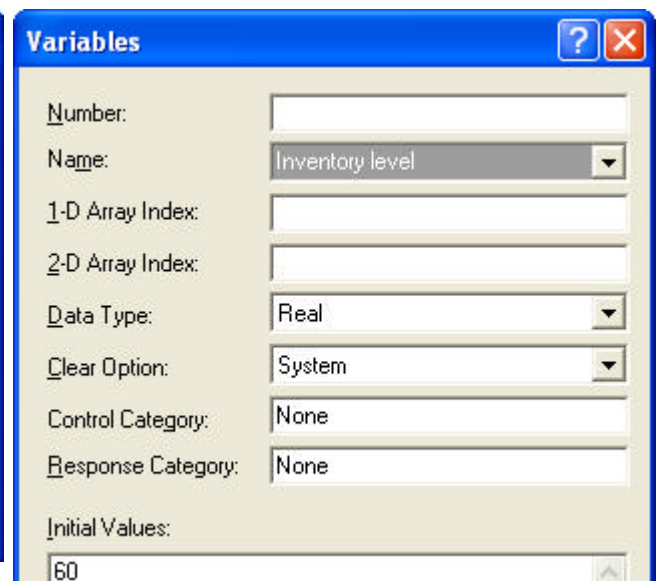 Variables
Number:
Name: Inventory level
1-D Array Index:
2-D Array Index:
Data Type: Real
Clear Option: System
Control Category: None
Response Category: None
Initial Values:
60